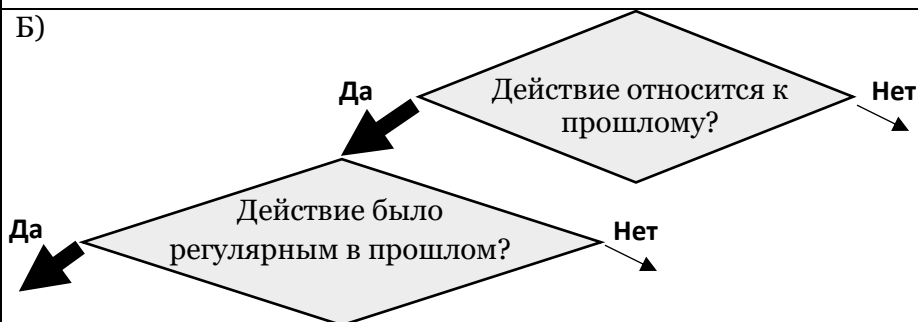 Б)
Да
Действие относится к
прошлому?
Нет
Да
Действие было
регулярным в прошлом?
Нет